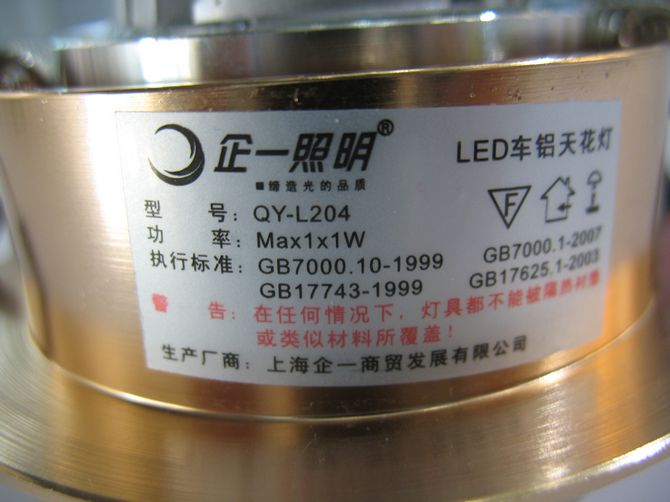 企一照明®
LED车铝天花灯
■缔造光的品质
型 号：QY-L204
F
功 率：Max1x1W
执行标准：GB7000.10-1999 GB7000.1-2007
GB17743-1999 GB17625.1-2003
警 告：在任何情况下，灯具都不能被隔热衬垫
或类似材料所覆盖！
生产厂商：上海企一商贸发展有限公司